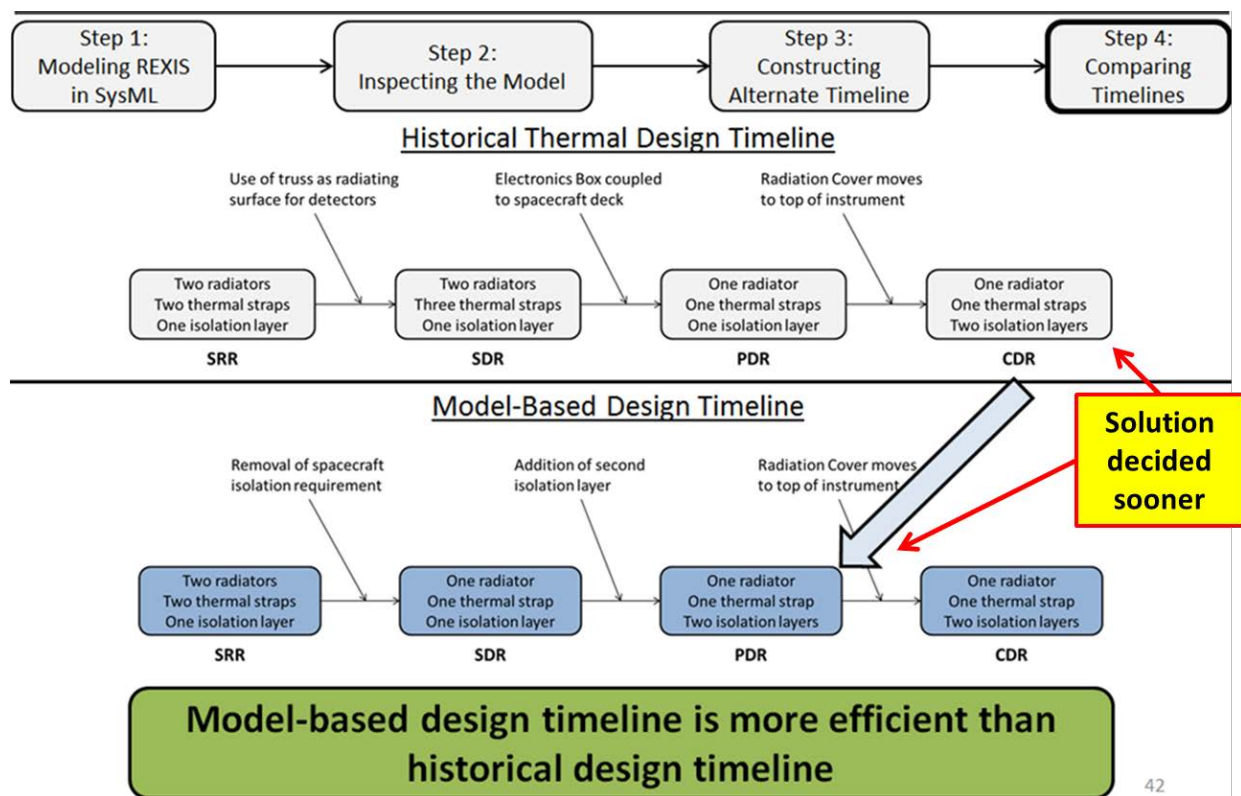 Step 1:
Modeling REXIS
in SysML
Step 2:
Inspecting the Model
Step 3:
Constructing
Alternate Timeline
Step 4:
Comparing
Timelines
Historical Thermal Design Timeline
Use of truss as radiating
surface for detectors
Electronics Box coupled
to spacecraft deck
Radiation Cover moves
to top of instrument
Two radiators
Two thermal straps
One isolation layer
SRR
Two radiators
Three thermal straps
One isolation layer
SDR
One radiator
One thermal straps
One isolation layer
PDR
One radiator
One thermal straps
Two isolation layers
CDR
Solution
decided
sooner
Model-Based Design Timeline
Removal of spacecraft
isolation requirement
Addition of second
isolation layer
Radiation Cover moves
to top of instrument
Two radiators
Two thermal straps
One isolation layer
SRR
One radiator
One thermal strap
One isolation layer
SDR
One radiator
One thermal strap
Two isolation layers
PDR
One radiator
One thermal strap
Two isolation layers
CDR
Model-based design timeline is more efficient than
historical design timeline
42